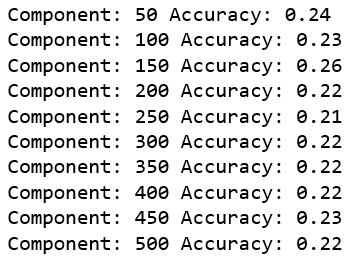 Component: 50 Accuracy: 0.24
Component: 100 Accuracy: 0.23
Component: 150 Accuracy: 0.26
Component: 200 Accuracy: 0.22
Component: 250 Accuracy: 0.21
Component: 300 Accuracy: 0.22
Component: 350 Accuracy: 0.22
Component: 400 Accuracy: 0.22
Component: 450 Accuracy: 0.23
Component: 500 Accuracy: 0.22